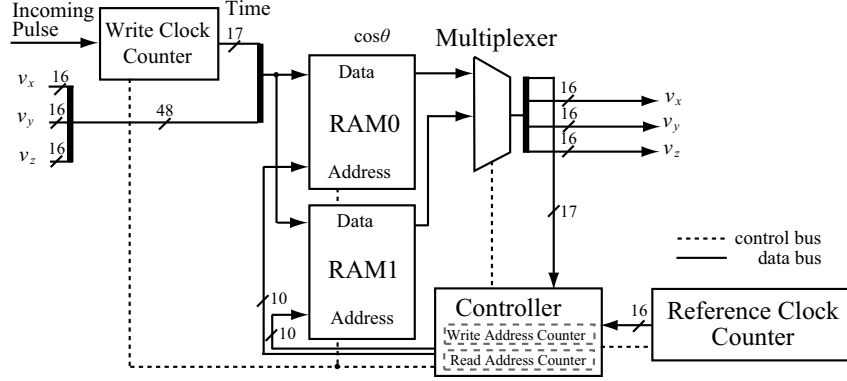 Incoming
Pulse
Write Clock
Counter
Time
17
v_x
16
v_y
16
v_z
16
48
cosθ
Data
RAM0
Address
Data
RAM1
Address
10
10
Multiplexer
16
v_x
16
v_y
16
v_z
17
control bus
data bus
Controller
Write Address Counter
Read Address Counter
16
Reference Clock
Counter